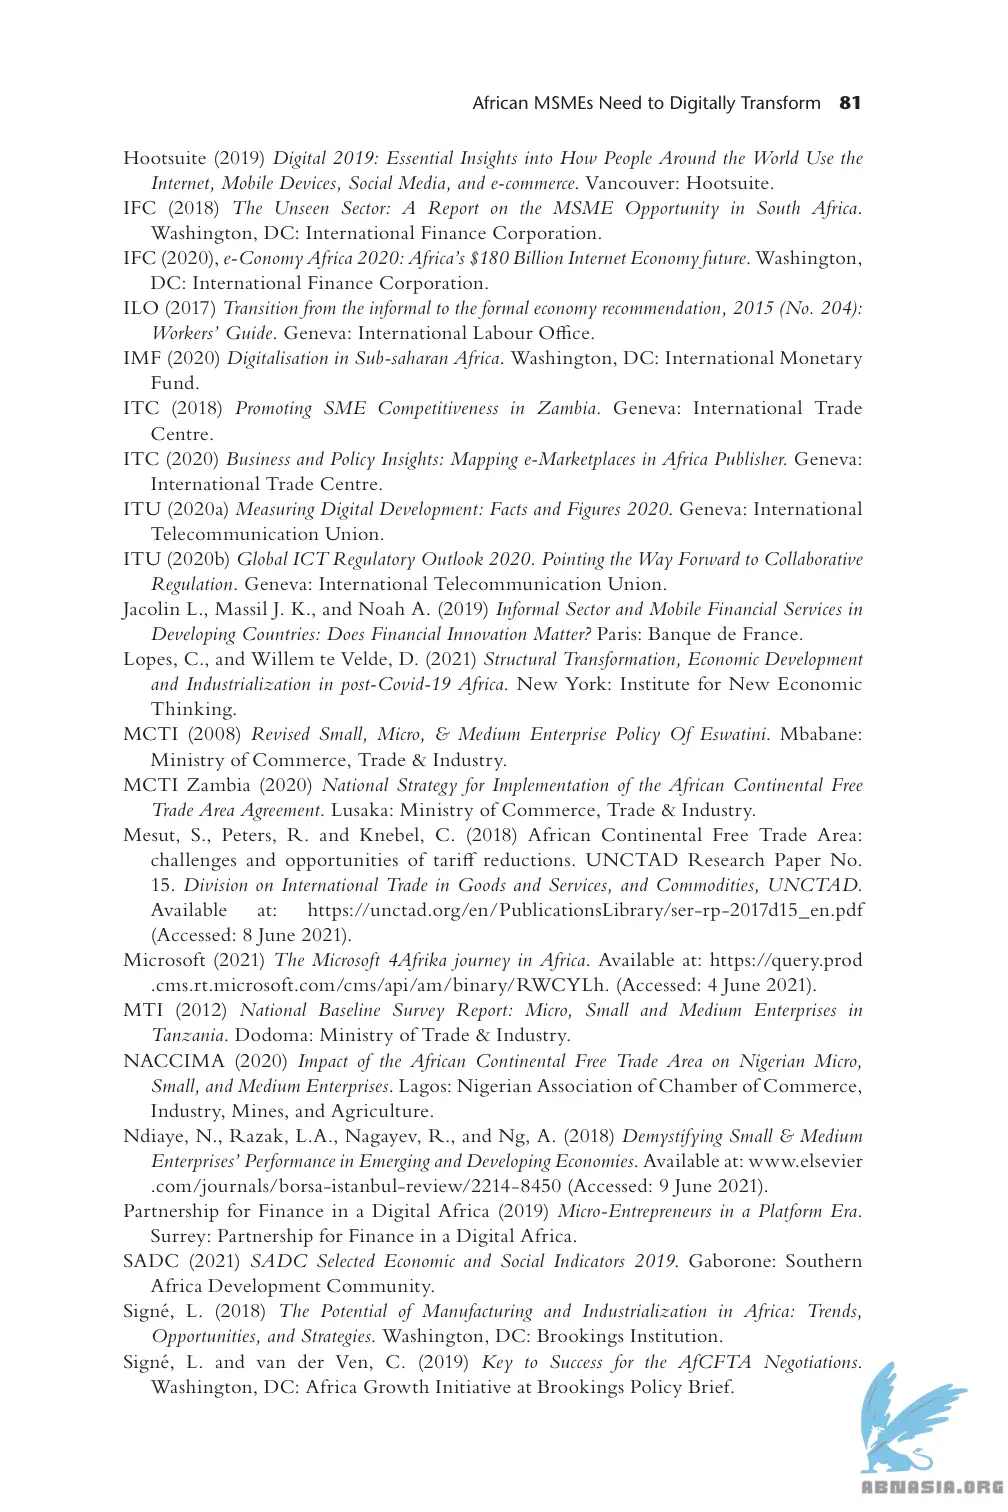 African MSMEs Need to Digitally Transform 81
Hootsuite (2019) Digital 2019: Essential Insights into How People Around the World Use the
Internet, Mobile Devices, Social Media, and e-commerce. Vancouver: Hootsuite.
IFC (2018) The Unseen Sector: A Report on the MSME Opportunity in South Africa.
Washington, DC: International Finance Corporation.
IFC (2020), e-Conomy Africa 2020: Africa's $180 Billion Internet Economy future. Washington,
DC: International Finance Corporation.
ILO (2017) Transition from the informal to the formal economy recommendation, 2015 (No. 204):
Workers' Guide. Geneva: International Labour Office.
IMF (2020) Digitalisation in Sub-saharan Africa. Washington, DC: International Monetary
Fund.
ITC (2018) Promoting SME Competitiveness in Zambia. Geneva: International Trade
Centre.
ITC (2020) Business and Policy Insights: Mapping e-Marketplaces in Africa Publisher. Geneva:
International Trade Centre.
ITU (2020a) Measuring Digital Development: Facts and Figures 2020. Geneva: International
Telecommunication Union.
ITU (2020b) Global ICT Regulatory Outlook 2020. Pointing the Way Forward to Collaborative
Regulation. Geneva: International Telecommunication Union.
Jacolin L., Massil J. K., and Noah A. (2019) Informal Sector and Mobile Financial Services in
Developing Countries: Does Financial Innovation Matter? Paris: Banque de France.
Lopes, C., and Willem te Velde, D. (2021) Structural Transformation, Economic Development
and Industrialization in post-Covid-19 Africa. New York: Institute for New Economic
Thinking.
MCTI (2008) Revised Small, Micro, & Medium Enterprise Policy Of Eswatini. Mbabane:
Ministry of Commerce, Trade & Industry.
MCTI Zambia (2020) National Strategy for Implementation of the African Continental Free
Trade Area Agreement. Lusaka: Ministry of Commerce, Trade & Industry.
Mesut, S., Peters, R. and Knebel, C. (2018) African Continental Free Trade Area:
challenges and opportunities of tariff reductions. UNCTAD Research Paper No.
15. Division on International Trade in Goods and Services, and Commodities, UNCTAD.
Available at: https://unctad.org/en/PublicationsLibrary/ser-rp-2017d15_en.pdf
(Accessed: 8 June 2021).
Microsoft (2021) The Microsoft 4Afrika journey in Africa. Available at: https://query.prod
.cms.rt.microsoft.com/cms/api/am/binary/RWCYLh. (Accessed: 4 June 2021).
MTI (2012) National Baseline Survey Report: Micro, Small and Medium Enterprises in
Tanzania. Dodoma: Ministry of Trade & Industry.
NACCIMA (2020) Impact of the African Continental Free Trade Area on Nigerian Micro,
Small, and Medium Enterprises. Lagos: Nigerian Association of Chamber of Commerce,
Industry, Mines, and Agriculture.
Ndiaye, N., Razak, L.A., Nagayev, R., and Ng, A. (2018) Demystifying Small & Medium
Enterprises' Performance in Emerging and Developing Economies. Available at: www.elsevier
.com/journals/borsa-istanbul-review/2214-8450 (Accessed: 9 June 2021).
Partnership for Finance in a Digital Africa (2019) Micro-Entrepreneurs in a Platform Era.
Surrey: Partnership for Finance in a Digital Africa.
SADC (2021) SADC Selected Economic and Social Indicators 2019. Gaborone: Southern
Africa Development Community.
Signé, L. (2018) The Potential of Manufacturing and Industrialization in Africa: Trends,
Opportunities, and Strategies. Washington, DC: Brookings Institution.
Signé, L. and van der Ven, C. (2019) Key to Success for the AfCFTA Negotiations.
Washington, DC: Africa Growth Initiative at Brookings Policy Brief.
ABNASIA.ORG